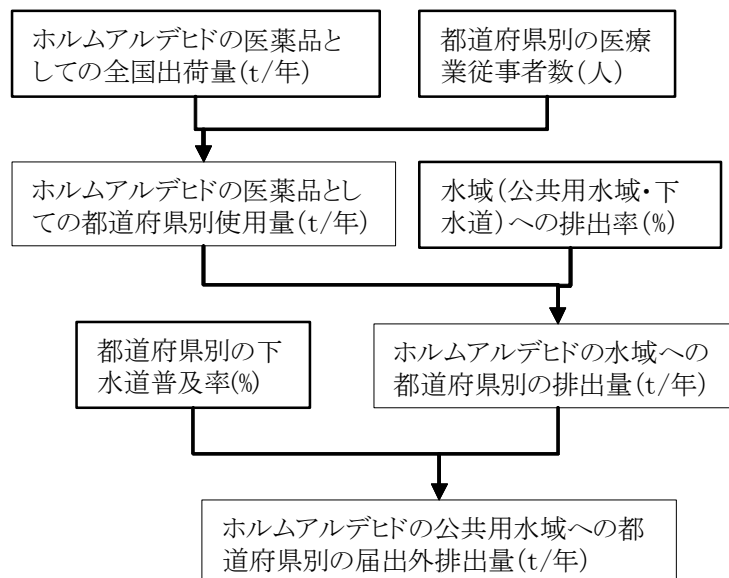 ホルムアルデヒドの医薬品と
しての全国出荷量(t/年)
都道府県別の医療
業従事者数(人)
ホルムアルデヒドの医薬品とし
ての都道府県別使用量(t/年)
水域(公共用水域・下
水道)への排出率(%)
都道府県別の下
水道普及率(%)
ホルムアルデヒドの水域への
都道府県別の排出量(t/年)
ホルムアルデヒドの公共用水域への都
道府県別の届出外排出量(t/年)